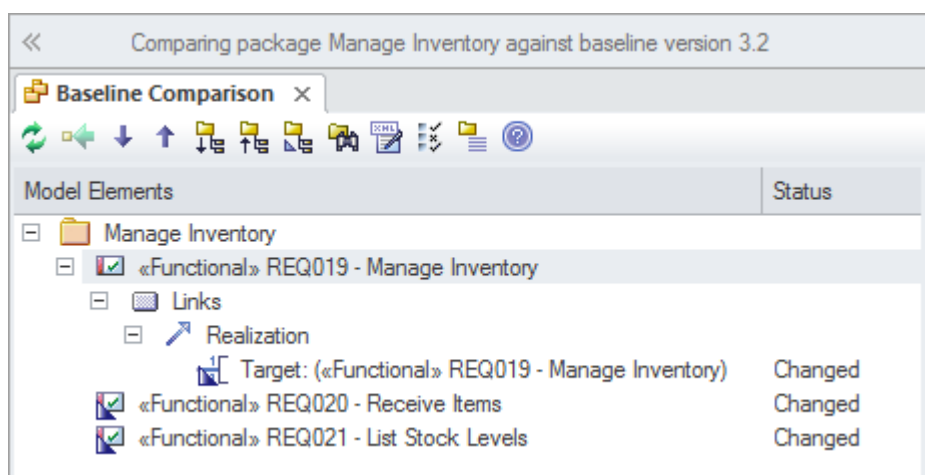 Comparing package Manage Inventory against baseline version 3.2
Baseline Comparison
Model Elements Status
Manage Inventory
«Functional» REQ019 - Manage Inventory
Links
Realization
Target: («Functional» REQ019 - Manage Inventory) Changed
«Functional» REQ020 - Receive Items Changed
«Functional» REQ021 - List Stock Levels Changed